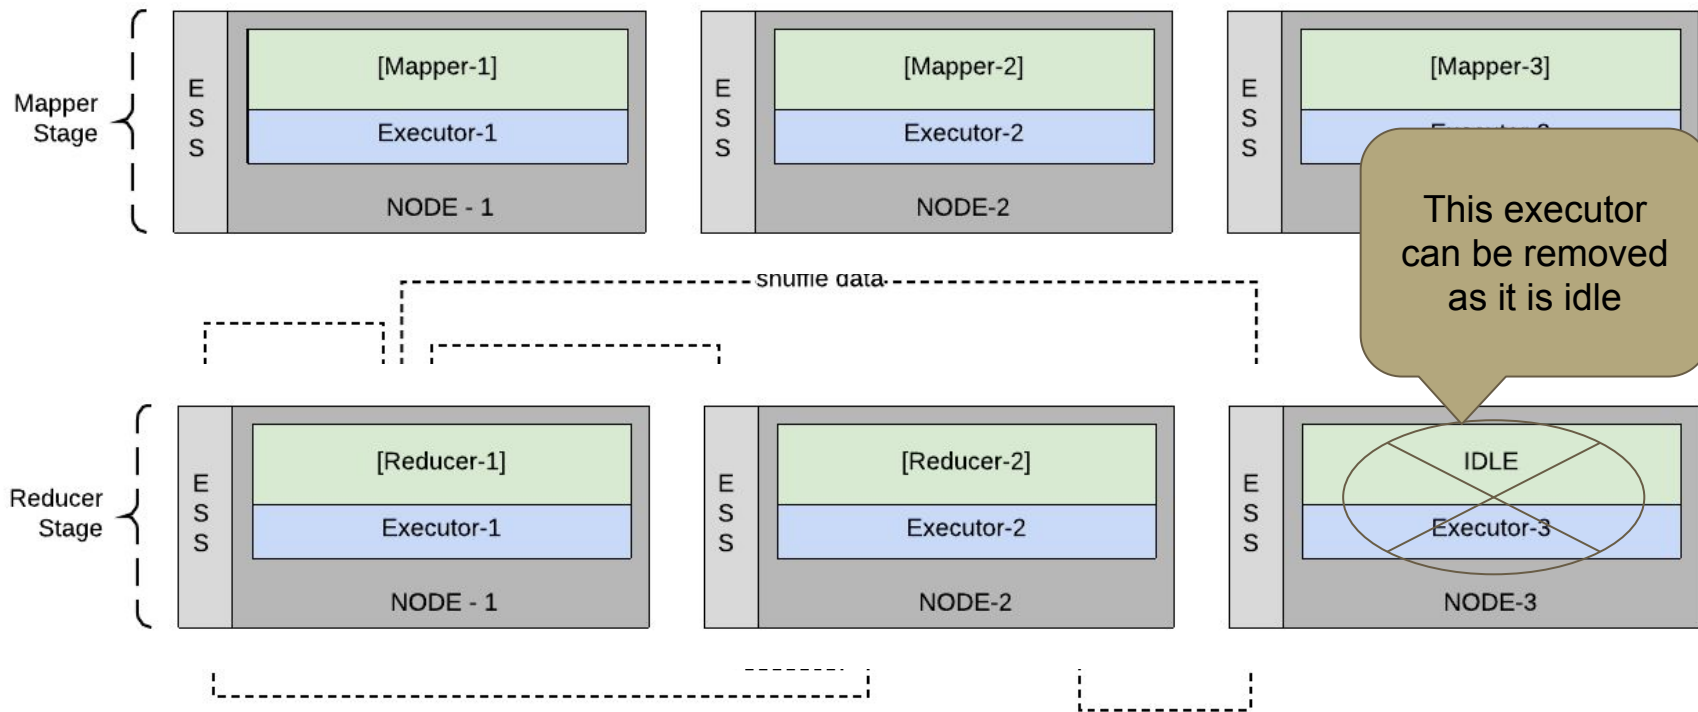 Mapper
Stage
E
S
S
[Mapper-1]
Executor-1
NODE - 1
E
S
S
[Mapper-2]
Executor-2
NODE-2
E
S
S
[Mapper-3]
This executor
can be removed
as it is idle
shuffle data
Reducer
Stage
E
S
S
[Reducer-1]
Executor-1
NODE - 1
E
S
S
[Reducer-2]
Executor-2
NODE-2
E
S
S
IDLE
Executor-3
NODE-3